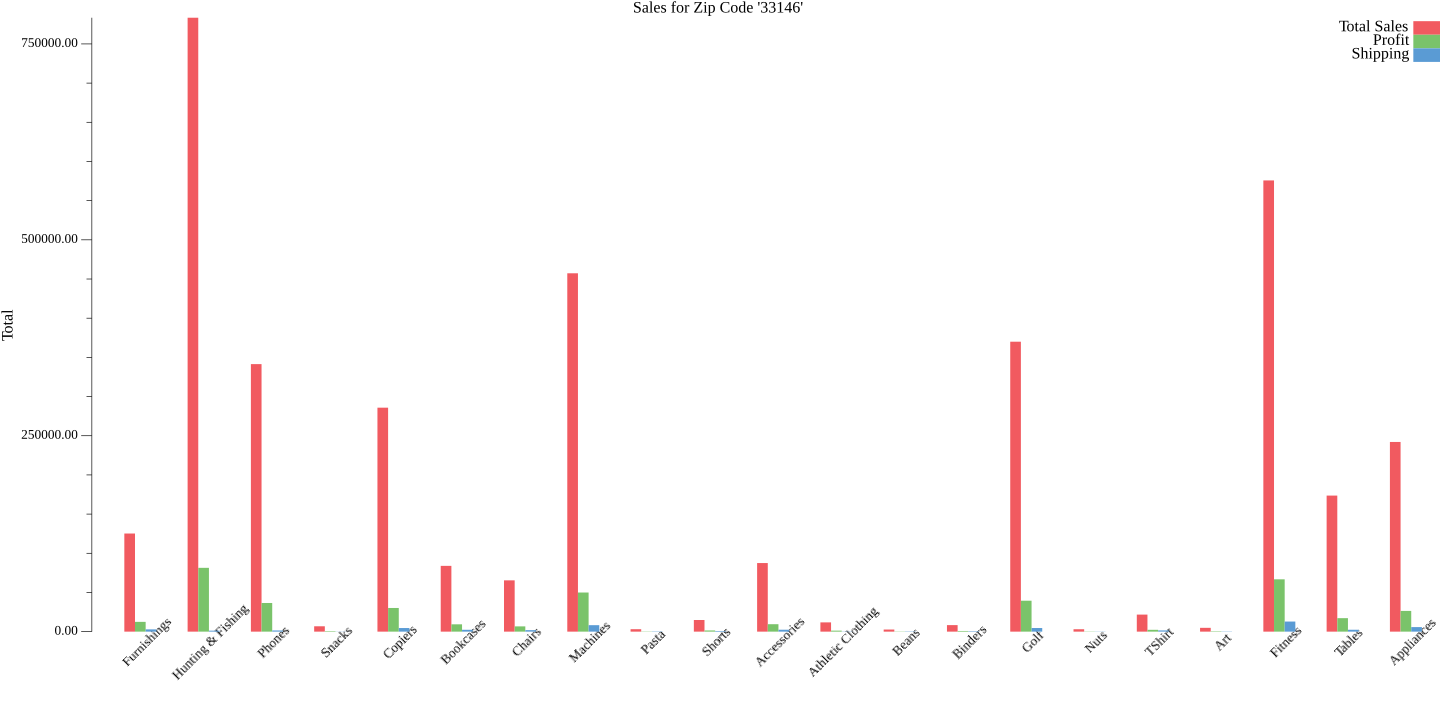 Sales for Zip Code '33146'
Total Sales
Profit
Shipping
750000.00
500000.00
250000.00
0.00
Total
Furnishings
Hunting & Fishing
Phones
Snacks
Copiers
Bookcases
Chairs
Machines
Pasta
Shorts
Accessories
Athletic Clothing
Beans
Binders
Golf
Nuts
TShirt
Art
Fitness
Tables
Appliances